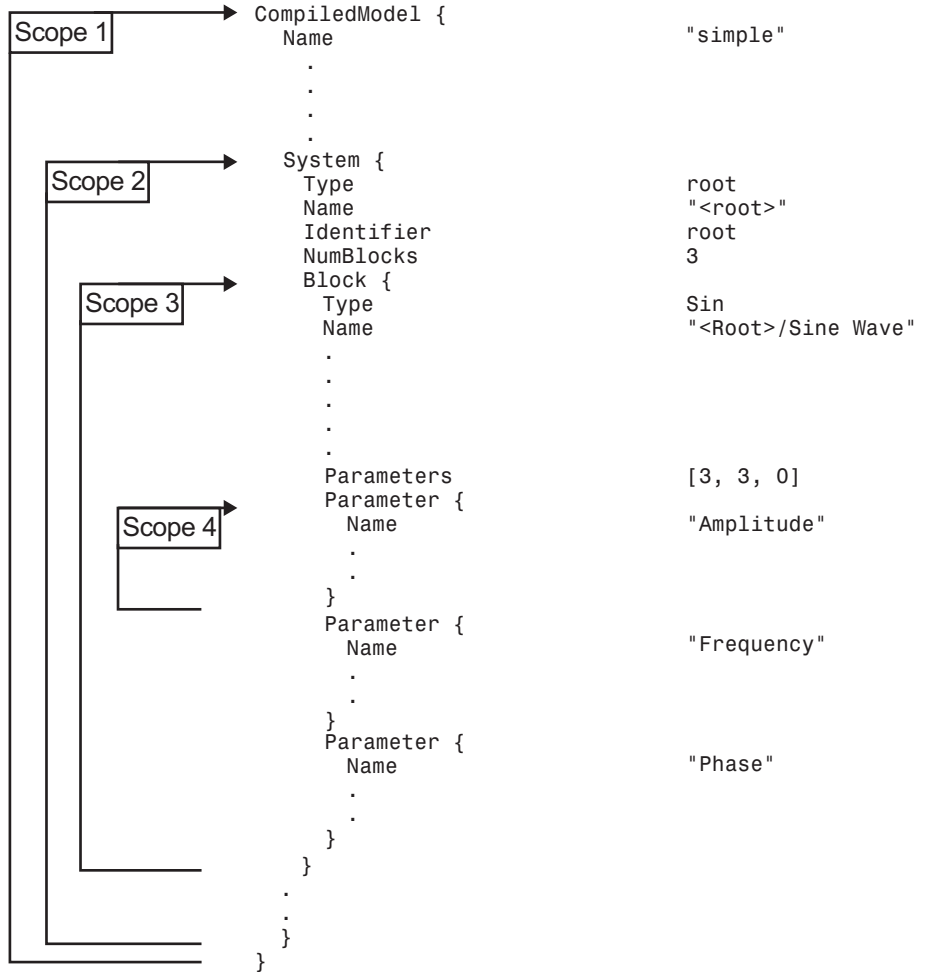 CompiledModel {
Scope 1
Name "simple"
.
.
.
.
System {
Scope 2
Type root
Name "<root>"
Identifier root
NumBlocks 3
Block {
Scope 3
Type Sin
Name "<Root>/Sine Wave"
.
.
.
.
.
Parameters [3, 3, 0]
Parameter {
Scope 4
Name "Amplitude"
.
.
}
Parameter {
Name "Frequency"
.
.
}
Parameter {
Name "Phase"
.
.
}
}
.
.
}
}